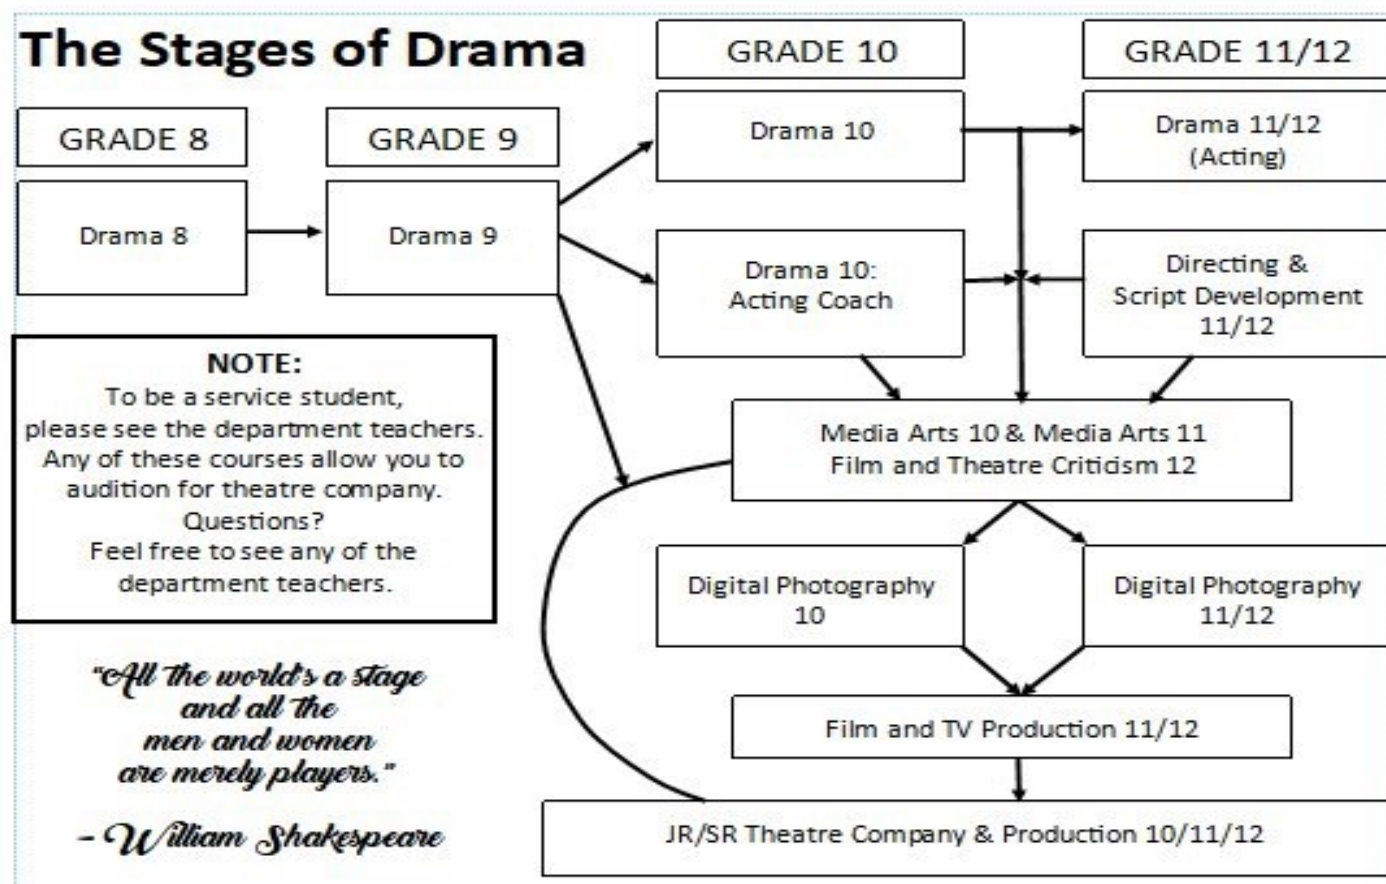 The Stages of Drama
GRADE 8
Drama 8
GRADE 9
Drama 9
GRADE 10
Drama 10
Drama 10:
Acting Coach
GRADE 11/12
Drama 11/12
(Acting)
Directing &
Script Development
11/12
Media Arts 10 & Media Arts 11
Film and Theatre Criticism 12
Digital Photography
10
Digital Photography
11/12
Film and TV Production 11/12
JR/SR Theatre Company & Production 10/11/12
NOTE:
To be a service student,
please see the department teachers.
Any of these courses allow you to
audition for theatre company.
Questions?
Feel free to see any of the
department teachers.
“All the world's a stage
and all the
men and women
are merely players.”
– William Shakespeare